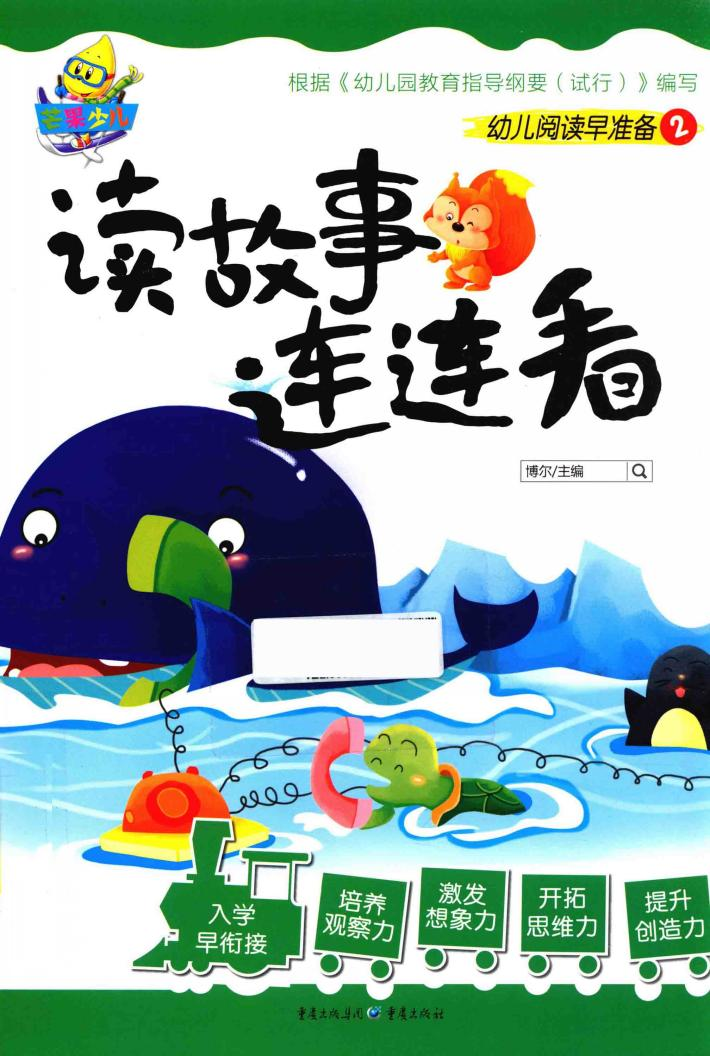 根据《幼儿园教育指导纲要（试行）》编写
芒果少儿
幼儿阅读早准备 2
读故事
连连看
博尔/主编
入学
早衔接
培养
观察力
激发
想象力
开拓
思维力
提升
创造力
重庆出版集团 重庆出版社